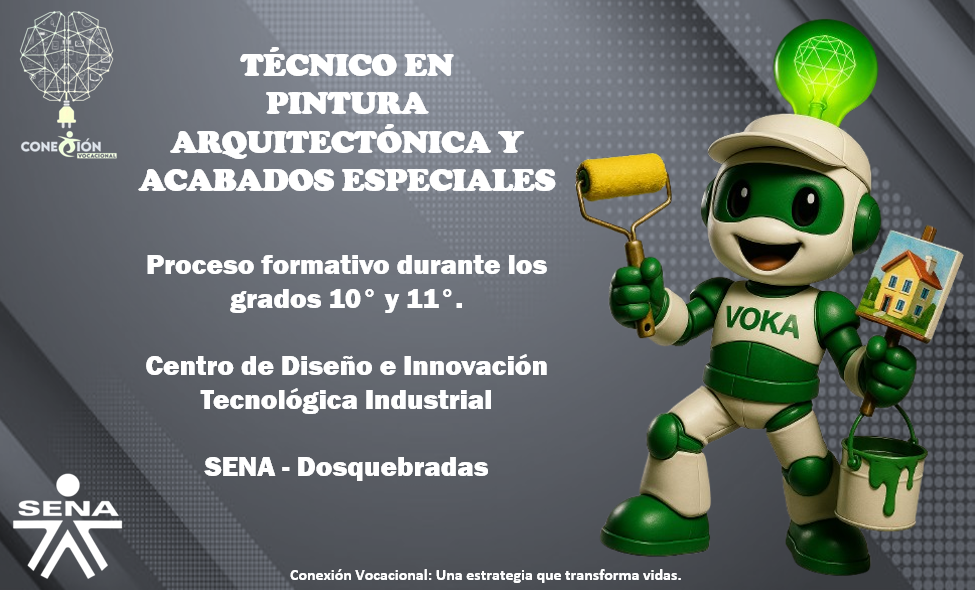 CONEXIÓN
VOCACIONAL
TÉCNICO EN
PINTURA
ARQUITECTÓNICA Y
ACABADOS ESPECIALES
Proceso formativo durante los
grados 10° y 11°.
Centro de Diseño e Innovación
Tecnológica Industrial
SENA - Dosquebradas
VOKA
SENA
Conexión Vocacional: Una estrategia que transforma vidas.